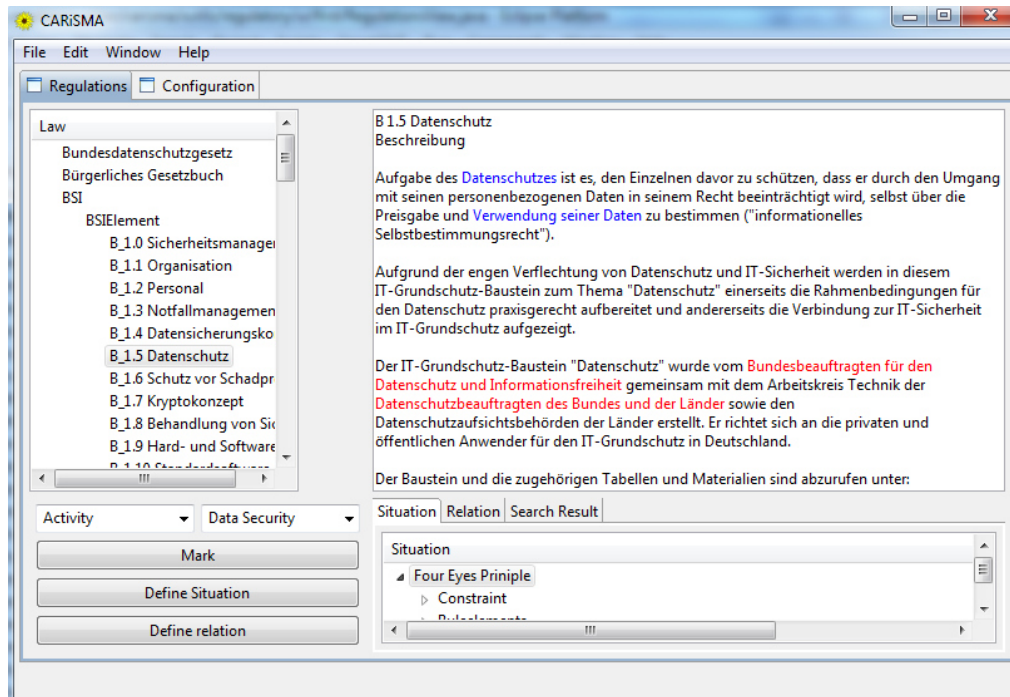 CARiSMA
File Edit Window Help
Regulations Configuration
Law
Bundesdatenschutzgesetz
Bürgerliches Gesetzbuch
BSI
BSIElement
B_1.0 Sicherheitsmanager
B_1.1 Organisation
B_1.2 Personal
B_1.3 Notfallmanagemen
B_1.4 Datensicherungsko
B_1.5 Datenschutz
B_1.6 Schutz vor Schadpr
B_1.7 Kryptokonzept
B_1.8 Behandlung von Sic
B_1.9 Hard- und Software
B_1.10 Standardsoftware
Activity Data Security
Mark
Define Situation
Define relation
B 1.5 Datenschutz
Beschreibung
Aufgabe des Datenschutzes ist es, den Einzelnen davor zu schützen, dass er durch den Umgang
mit seinen personenbezogenen Daten in seinem Recht beeinträchtigt wird, selbst über die
Preisgabe und Verwendung seiner Daten zu bestimmen ("informationelles
Selbstbestimmungsrecht").
Aufgrund der engen Verflechtung von Datenschutz und IT-Sicherheit werden in diesem
IT-Grundschutz-Baustein zum Thema "Datenschutz" einerseits die Rahmenbedingungen für
den Datenschutz praxisgerecht aufbereitet und andererseits die Verbindung zur IT-Sicherheit
im IT-Grundschutz aufgezeigt.
Der IT-Grundschutz-Baustein "Datenschutz" wurde vom Bundesbeauftragten für den
Datenschutz und Informationsfreiheit gemeinsam mit dem Arbeitskreis Technik der
Datenschutzbeauftragten des Bundes und der Länder sowie den
Datenschutzaufsichtsbehörden der Länder erstellt. Er richtet sich an die privaten und
öffentlichen Anwender für den IT-Grundschutz in Deutschland.
Der Baustein und die zugehörigen Tabellen und Materialien sind abzurufen unter:
Situation Relation Search Result
Situation
Four Eyes Priniple
Constraint
Ruleelements